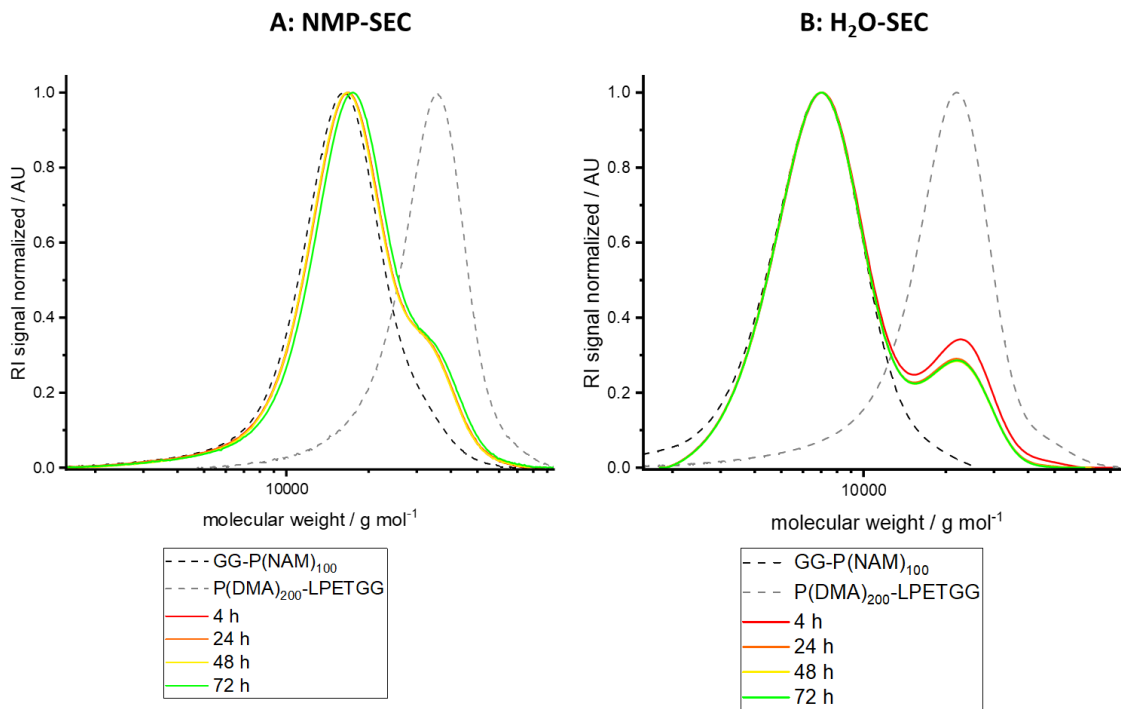 A: NMP-SEC
RI signal normalized / AU
1.0
0.8
0.6
0.4
0.2
0.0
10000
molecular weight / g mol⁻¹
GG-P(NAM)₁₀₀
P(DMA)₂₀₀-LPETGG
4 h
24 h
48 h
72 h
B: H₂O-SEC
RI signal normalized / AU
1.0
0.8
0.6
0.4
0.2
0.0
10000
molecular weight / g mol⁻¹
GG-P(NAM)₁₀₀
P(DMA)₂₀₀-LPETGG
4 h
24 h
48 h
72 h